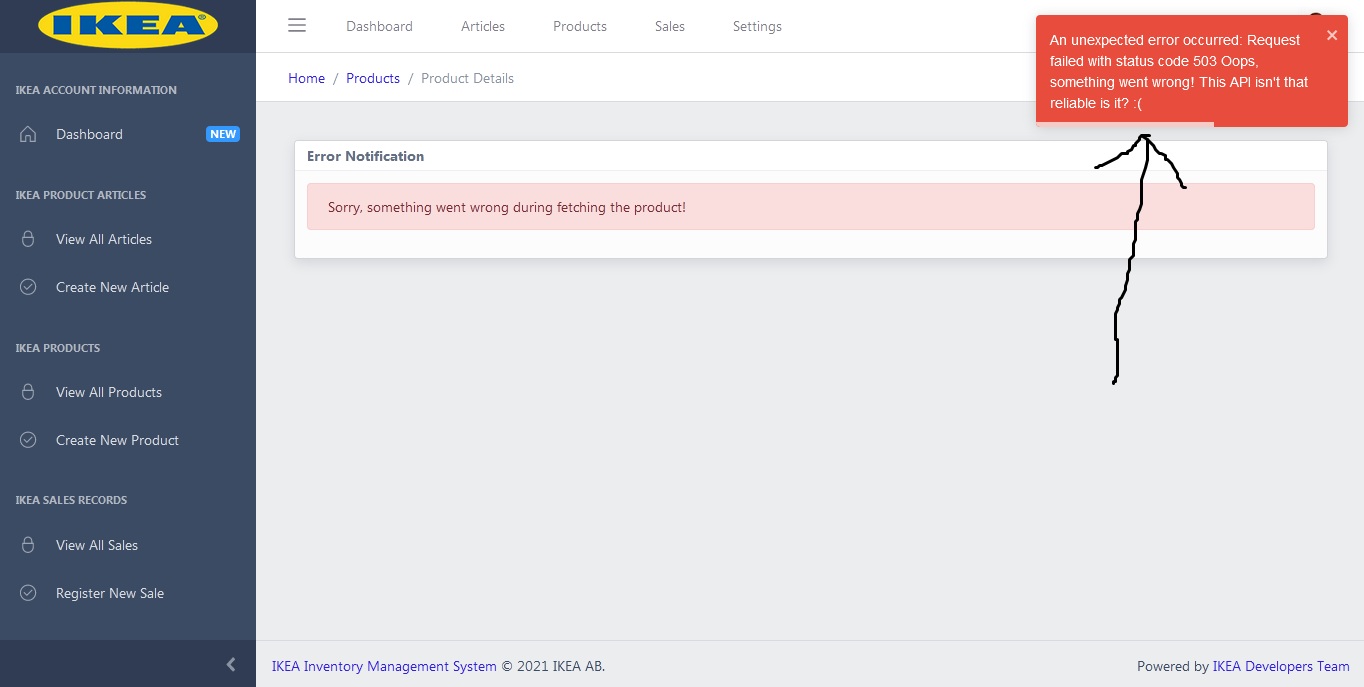 IKEA®
Dashboard Articles Products Sales Settings
An unexpected error occurred: Request
failed with status code 503 Oops,
something went wrong! This API isn't that
reliable is it? :(
×
Home / Products / Product Details
IKEA ACCOUNT INFORMATION
Dashboard NEW
IKEA PRODUCT ARTICLES
View All Articles
Create New Article
IKEA PRODUCTS
View All Products
Create New Product
IKEA SALES RECORDS
View All Sales
Register New Sale
Error Notification
Sorry, something went wrong during fetching the product!
IKEA Inventory Management System © 2021 IKEA AB.
Powered by IKEA Developers Team